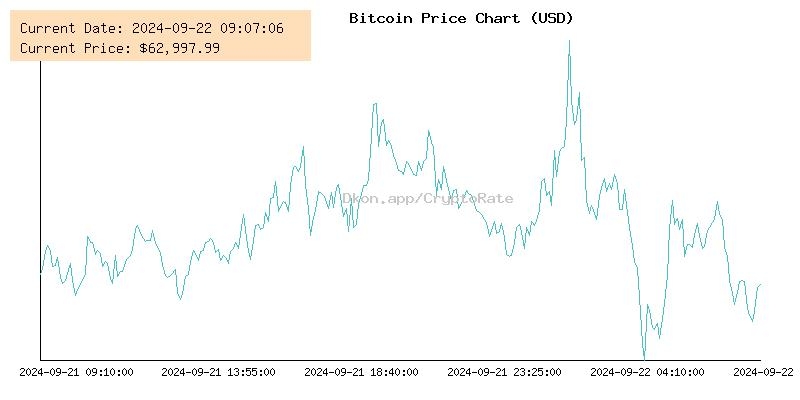 Bitcoin Price Chart (USD)
Current Date: 2024-09-22 09:07:06
Current Price: $62,997.99
Dkon.app/CryptoRate
2024-09-21 09:10:00 2024-09-21 13:55:00 2024-09-21 18:40:00 2024-09-21 23:25:00 2024-09-22 04:10:00 2024-09-22